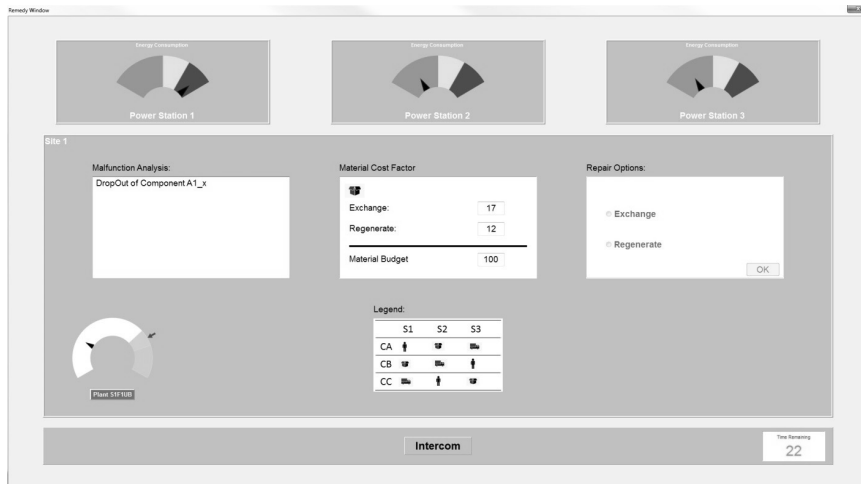 Remedy Window
Energy Consumption
Power Station 1
Energy Consumption
Power Station 2
Energy Consumption
Power Station 3
Site 1
Malfunction Analysis:
DropOut of Component A1_x
Material Cost Factor
Exchange: 17
Regenerate: 12
Material Budget 100
Repair Options:
Exchange
Regenerate
OK
Legend:
S1 S2 S3
CA
CB
CC
Plant S1F1UB
Intercom
Time Remaining
22